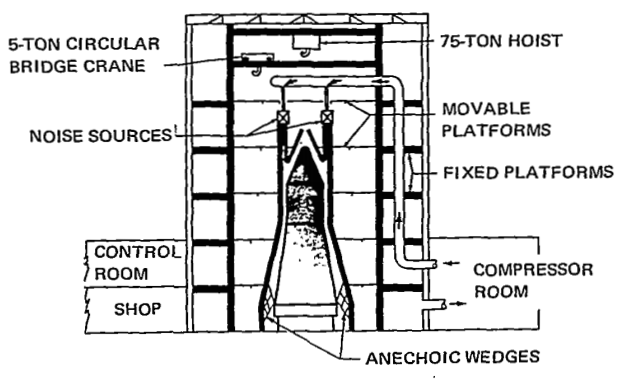 5-TON CIRCULAR
BRIDGE CRANE
75-TON HOIST
NOISE SOURCES
MOVABLE
PLATFORMS
FIXED PLATFORMS
CONTROL
ROOM
SHOP
COMPRESSOR
ROOM
ANECHOIC WEDGES